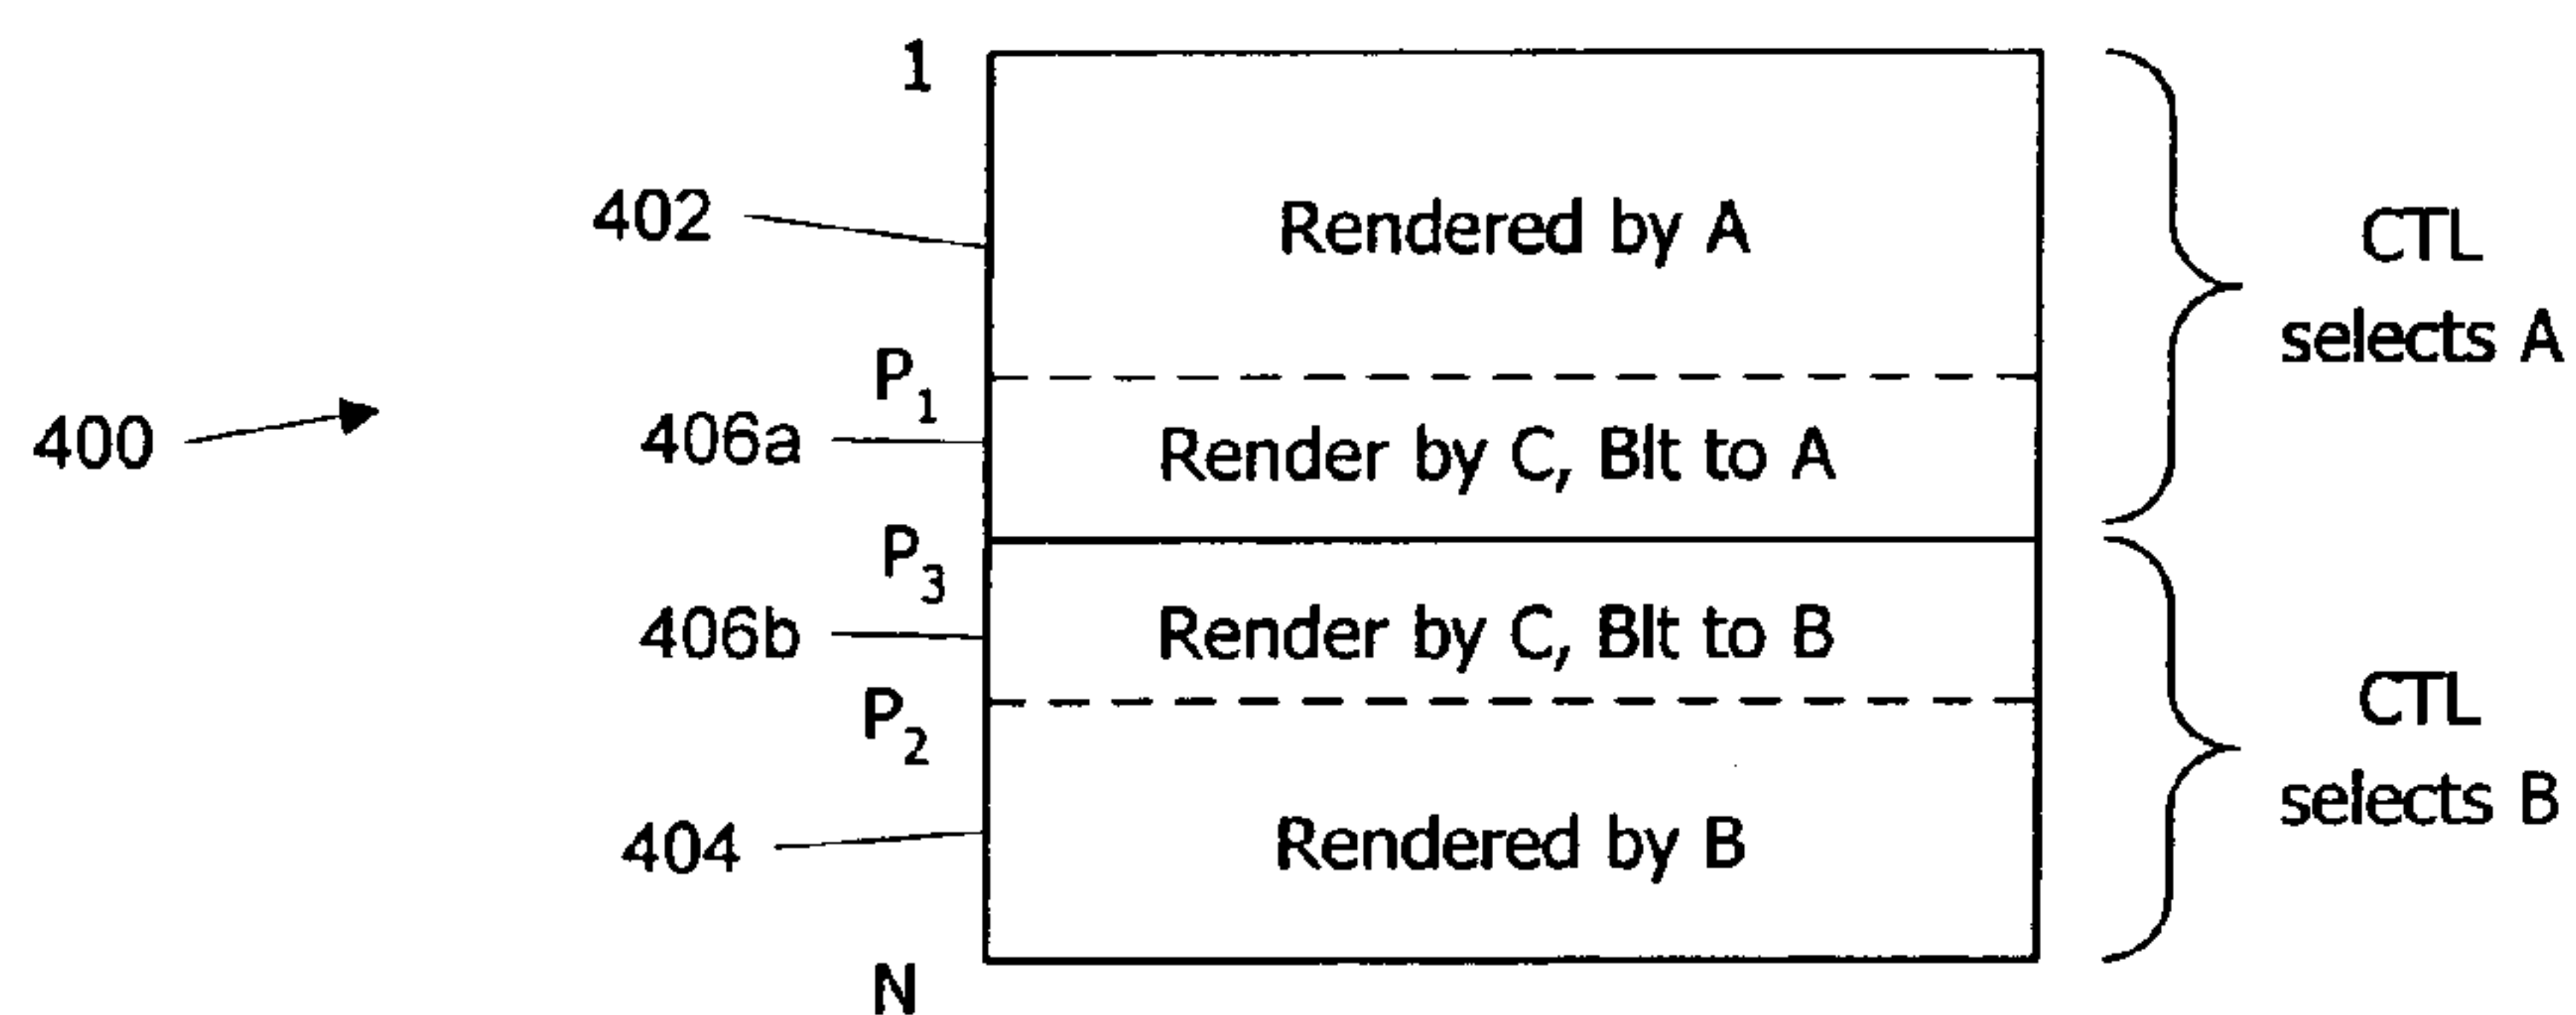 1
402
Rendered by A
CTL
selects A
P1
400
406a
Render by C, Blt to A
P3
406b
Render by C, Blt to B
P2
CTL
selects B
404
Rendered by B
N